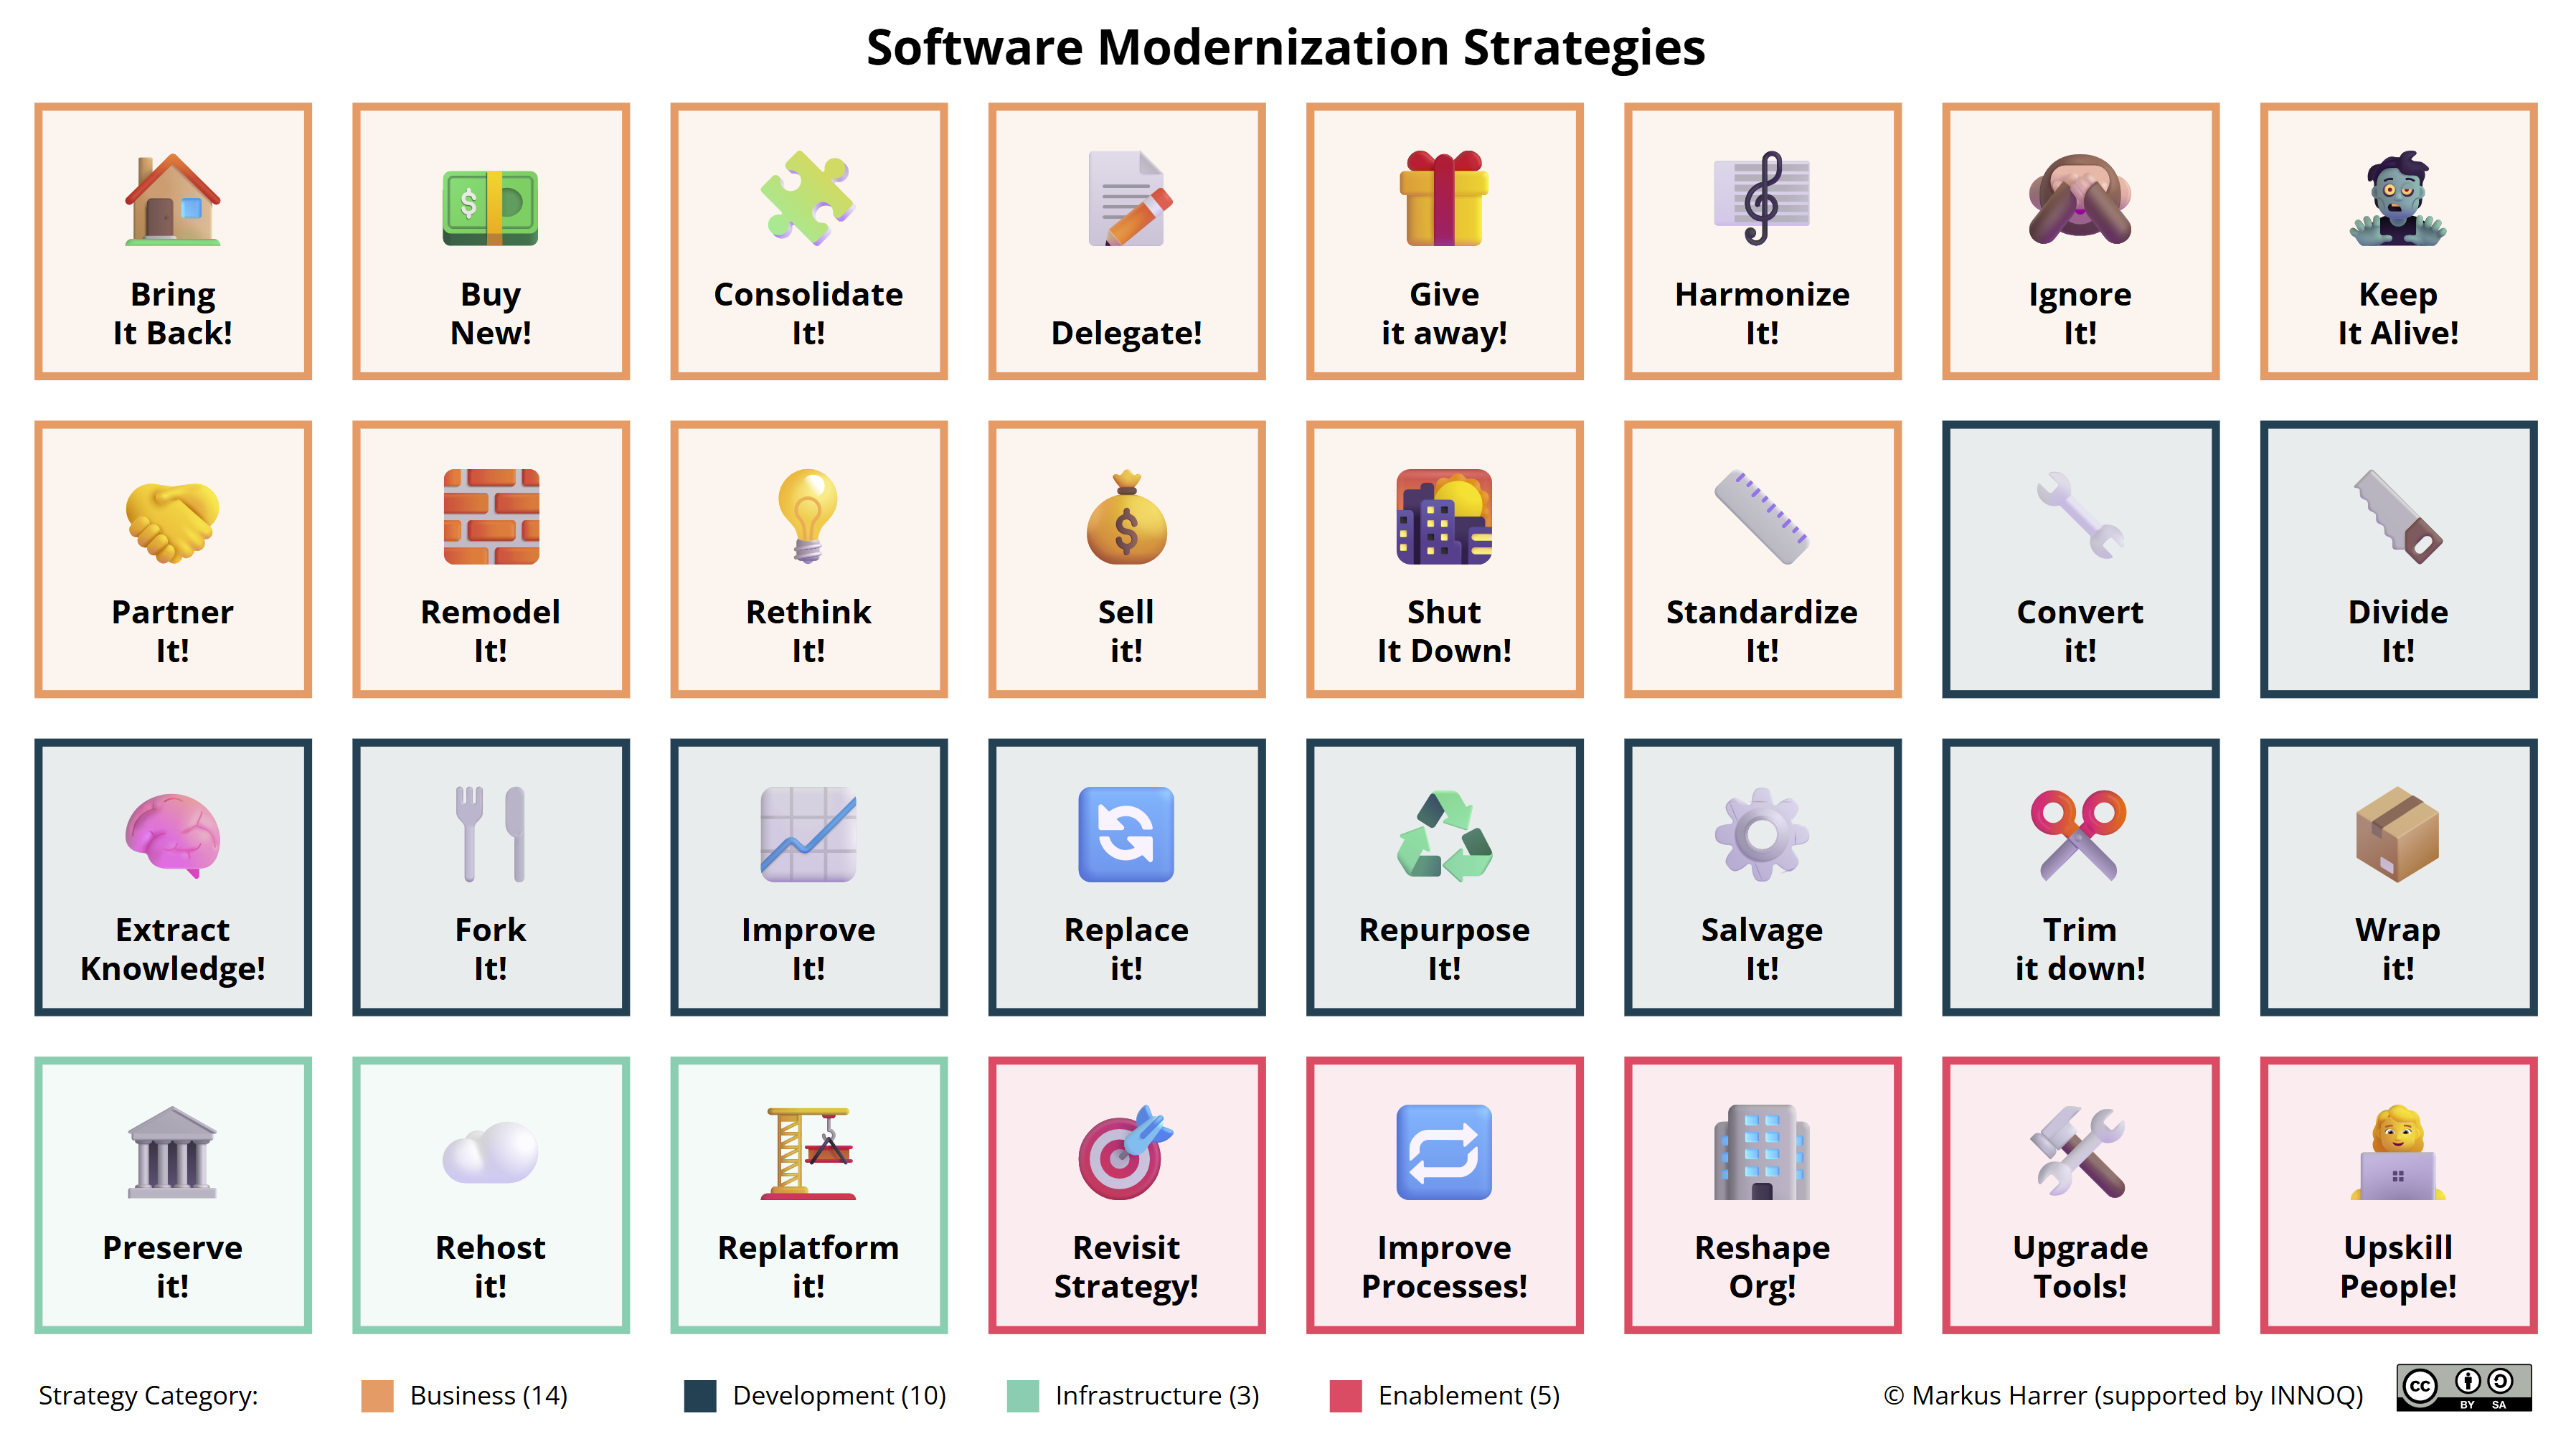 Software Modernization Strategies
Bring
It Back!
Buy
New!
Consolidate
It!
Delegate!
Give
it away!
Harmonize
It!
Ignore
It!
Keep
It Alive!
Partner
It!
Remodel
It!
Rethink
It!
Sell
it!
Shut
It Down!
Standardize
It!
Convert
it!
Divide
It!
Extract
Knowledge!
Fork
It!
Improve
It!
Replace
it!
Repurpose
It!
Salvage
It!
Trim
it down!
Wrap
it!
Preserve
it!
Rehost
it!
Replatform
it!
Revisit
Strategy!
Improve
Processes!
Reshape
Org!
Upgrade
Tools!
Upskill
People!
Strategy Category:
Business (14)
Development (10)
Infrastructure (3)
Enablement (5)
© Markus Harrer (supported by INNOQ)
cc
BY SA